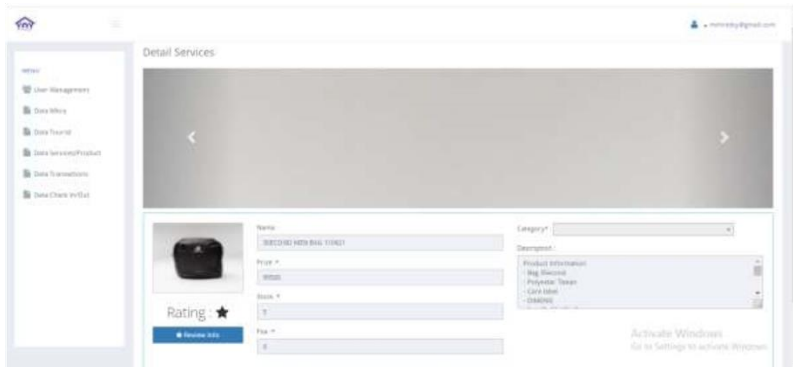 Detail Services
MENU
User Management
Data Mitra
Data Tourist
Data Services/Product
Data Transactions
Data Check In/Out
Name
Category*
Description :
Price *
Product Information
- Bag
- Polyester
- Care label
Stock *
Rating :
Review Info
Fee *
0
Activate Windows
Go to Settings to activate Windows.